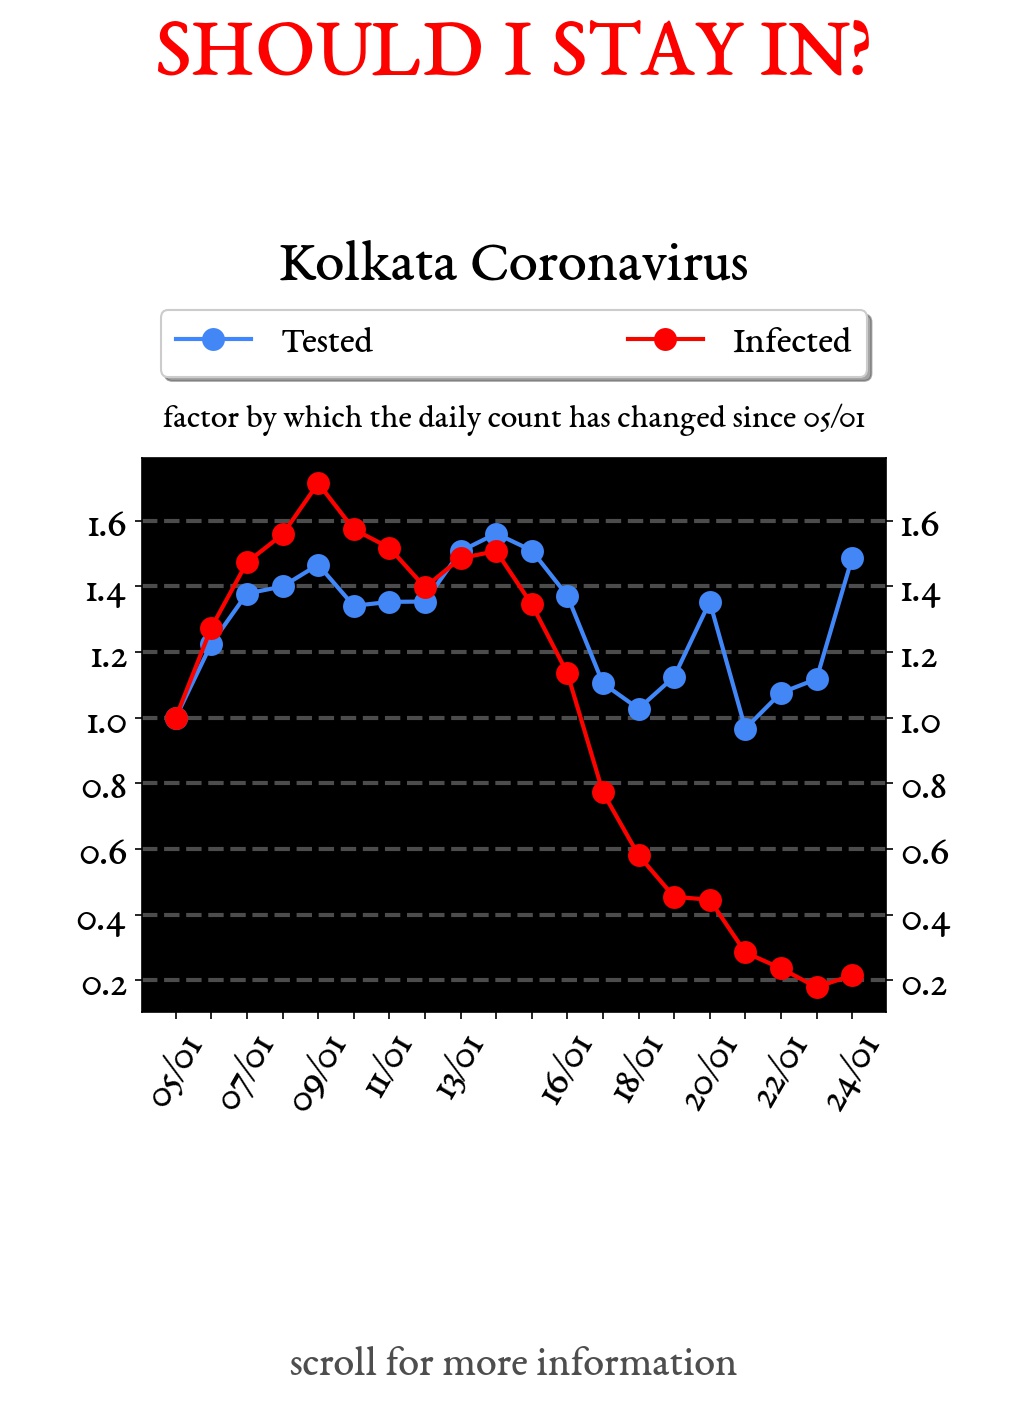 SHOULD I STAY IN?
Kolkata Coronavirus
Tested Infected
factor by which the daily count has changed since 05/01
1.6 1.6
1.4 1.4
1.2 1.2
1.0 1.0
0.8 0.8
0.6 0.6
0.4 0.4
0.2 0.2
05/01 07/01 09/01 11/01 13/01 16/01 18/01 20/01 22/01 24/01
scroll for more information